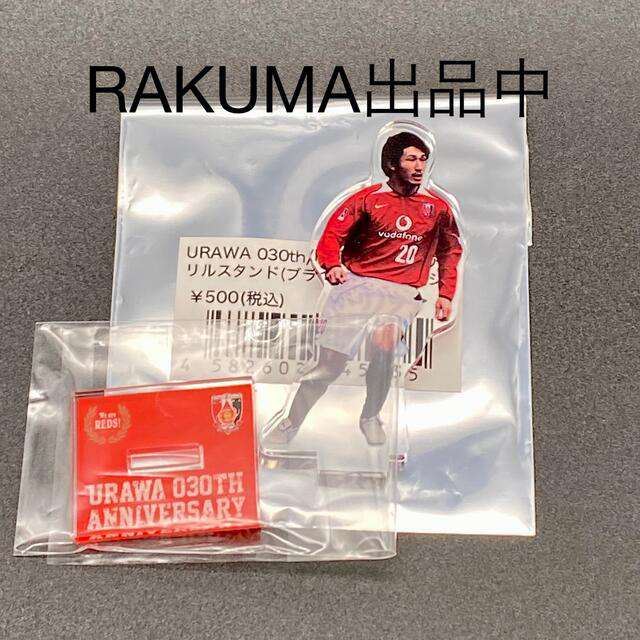 RAKUMA出品中
URAWA 030th
リルスタンド(ブラ
¥500(税込)
vodafone
20
We are
REDS!
URAWA 030TH
ANNIVERSARY